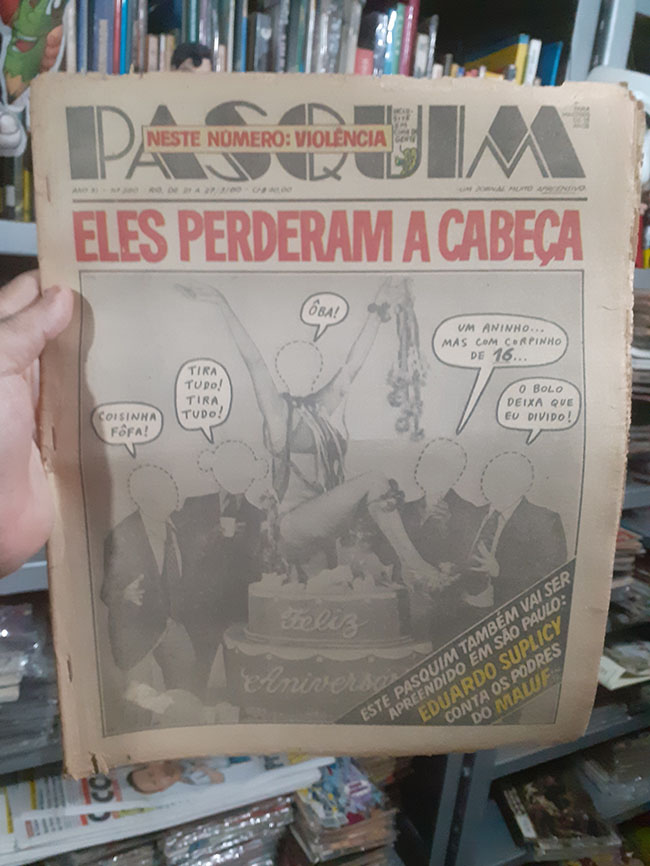 PASQUIM
NESTE NÚMERO: VIOLÊNCIA
UM JORNAL MUITO APREENSIVO
ELES PERDERAM A CABEÇA
ÔBA!
UM ANINHO...
MAS COM CORPINHO
DE 16...
TIRA
TUDO!
TIRA
TUDO!
O BOLO
DEIXA QUE
EU DIVIDO!
COISINHA
FÔFA!
Feliz
Aniversa
ESTE PASQUIM TAMBÉM VAI SER
APREENDIDO EM SÃO PAULO:
EDUARDO SUPLICY
CONTA OS PODRES
DO MALUF